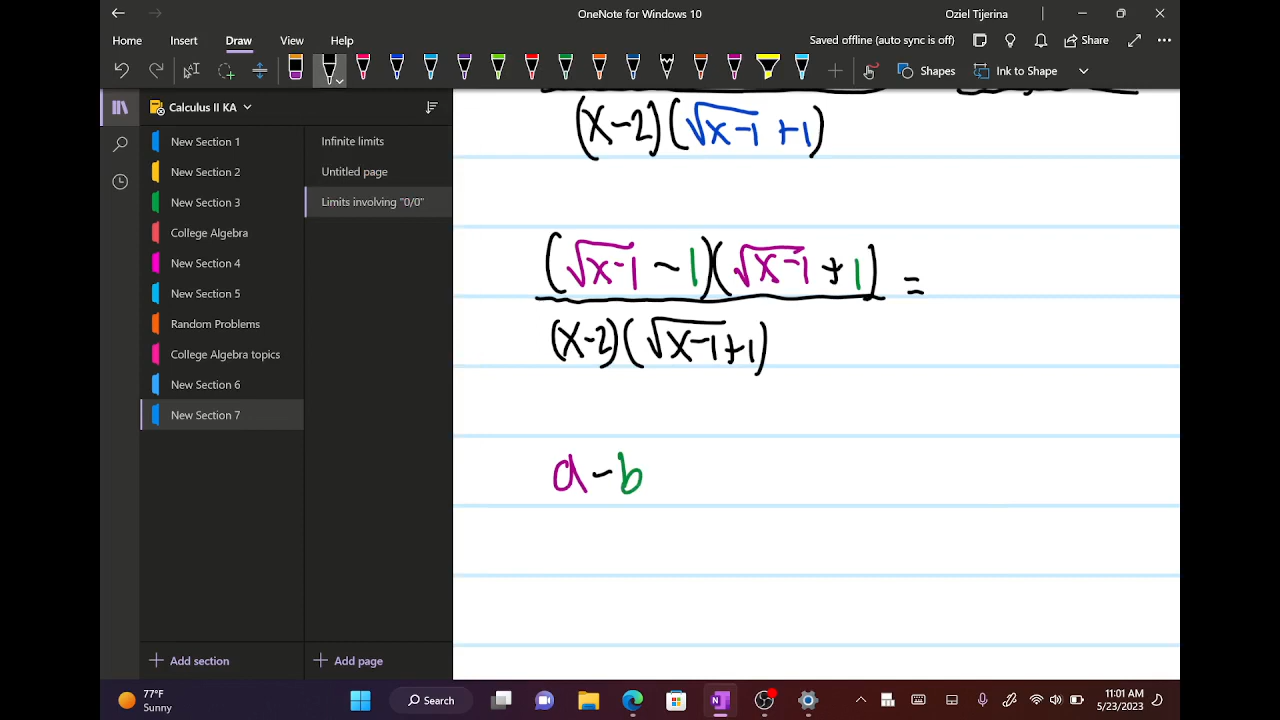 OneNote for Windows 10
Oziel Tijerina
Home Insert Draw View Help
Saved offline (auto sync is off)
Share
Shapes
Ink to Shape
Calculus II KA
New Section 1
New Section 2
New Section 3
College Algebra
New Section 4
New Section 5
Random Problems
College Algebra topics
New Section 6
New Section 7
Add section
Infinite limits
Untitled page
Limits involving "0/0"
Add page
(x-2)(√x-1 +1)
(√x-1 -1)(√x-1 +1) =
(x-2)(√x-1+1)
a-b
77°F
Sunny
Search
11:01 AM
5/23/2023